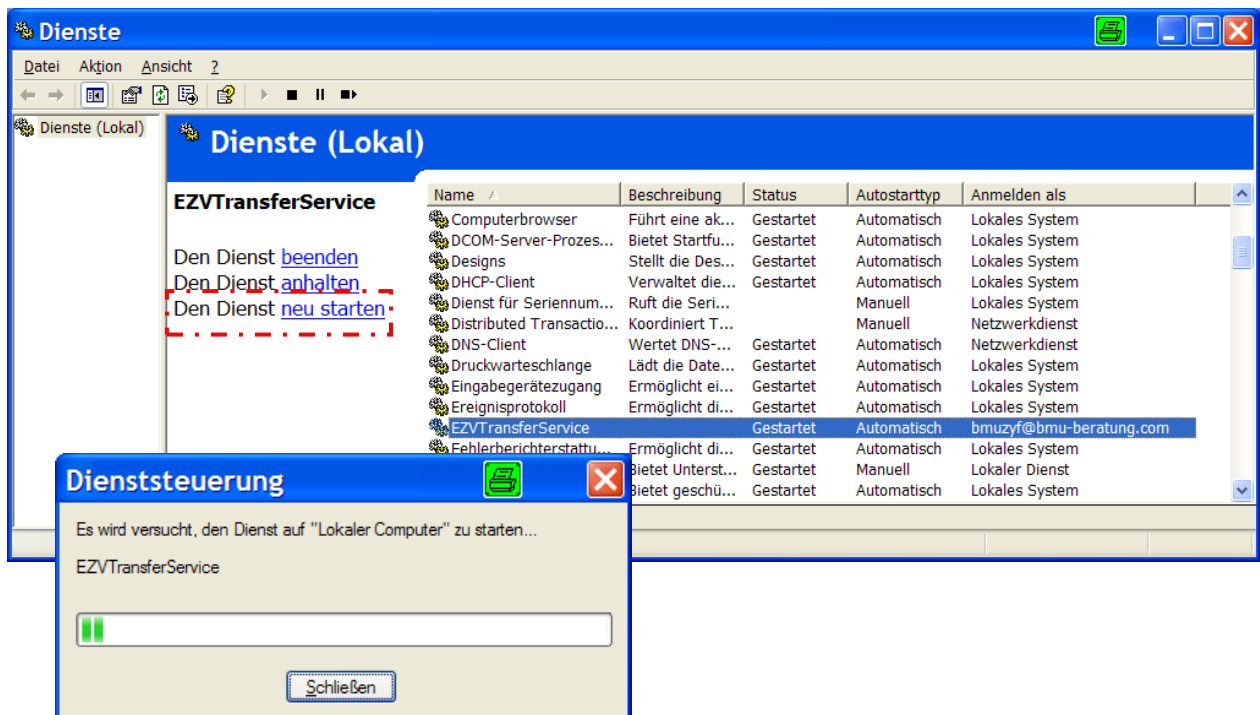 Dienste
Datei Aktion Ansicht ?
Dienste (Lokal)
Dienste (Lokal)
EZVTransferService
Den Dienst beenden
Den Dienst anhalten
Den Dienst neu starten
Name Beschreibung Status Autostarttyp Anmelden als
Computerbrowser Führt eine ak... Gestartet Automatisch Lokales System
DCOM-Server-Prozes... Bietet Startfu... Gestartet Automatisch Lokales System
Designs Stellt die Des... Gestartet Automatisch Lokales System
DHCP-Client Verwaltet die... Gestartet Automatisch Lokales System
Dienst für Seriennum... Ruft die Seri... Manuell Lokales System
Distributed Transactio... Koordiniert T... Manuell Netzwerkdienst
DNS-Client Wertet DNS-... Gestartet Automatisch Netzwerkdienst
Druckwarteschlange Lädt die Date... Gestartet Automatisch Lokales System
Eingabegerätezugang Ermöglicht ei... Gestartet Automatisch Lokales System
Ereignisprotokoll Ermöglicht di... Gestartet Automatisch Lokales System
EZVTransferService Gestartet Automatisch bmuzyf@bmu-beratung.com
Fehlerberichterstattu... Ermöglicht di... Gestartet Automatisch Lokales System
Bietet Unterst... Gestartet Manuell Lokaler Dienst
Bietet geschü... Gestartet Automatisch Lokales System
Dienststeuerung
Es wird versucht, den Dienst auf "Lokaler Computer" zu starten...
EZVTransferService
Schließen